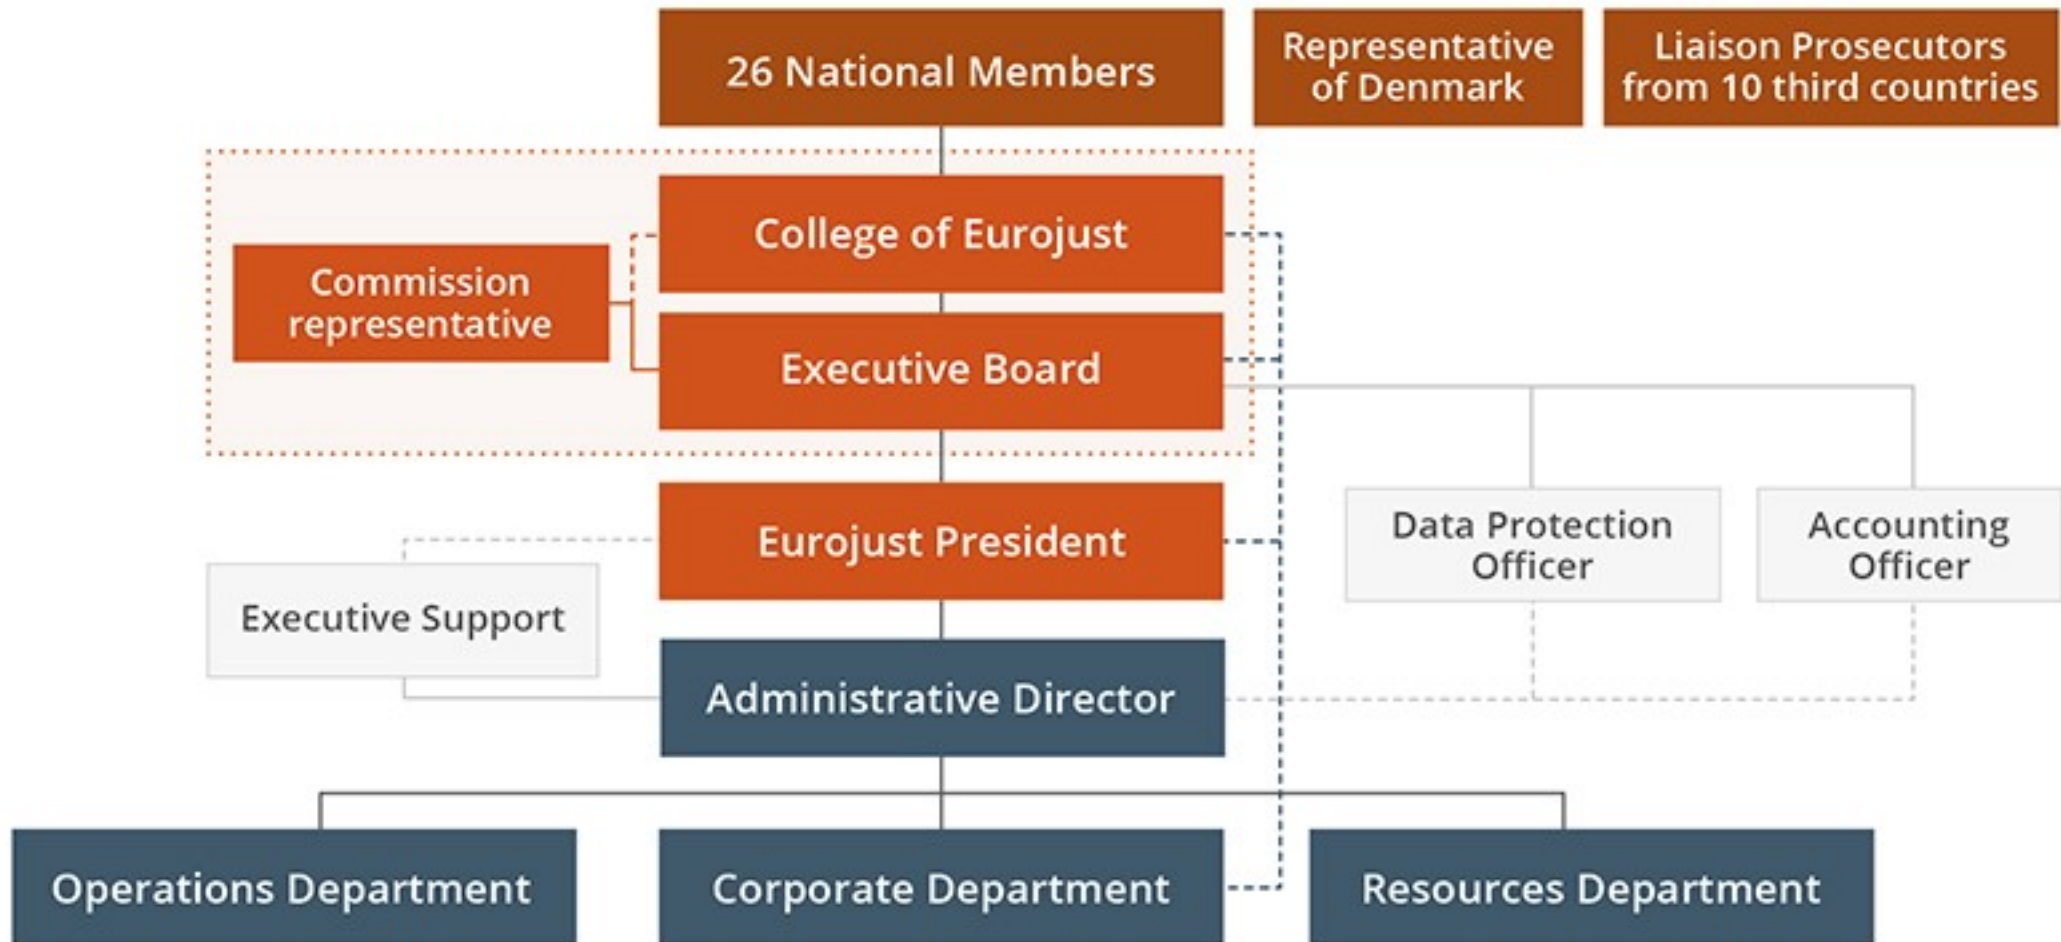 26 National Members
Representative
of Denmark
Liaison Prosecutors
from 10 third countries
College of Eurojust
Commission
representative
Executive Board
Eurojust President
Data Protection
Officer
Accounting
Officer
Executive Support
Administrative Director
Operations Department
Corporate Department
Resources Department